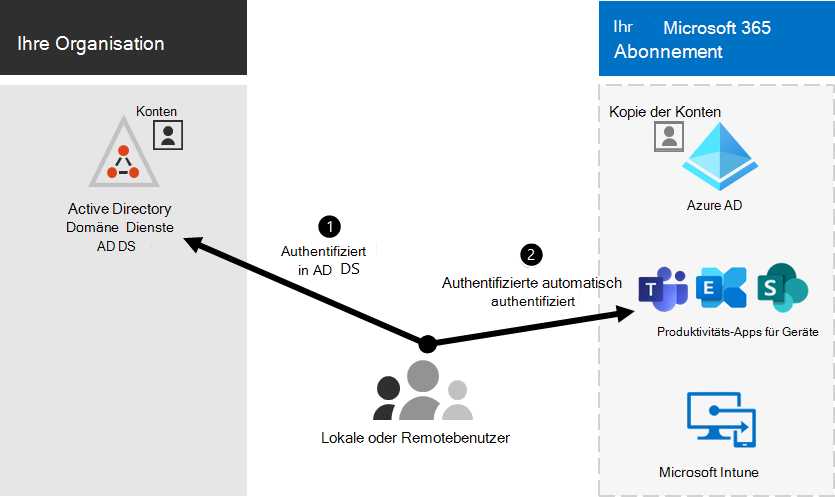 Ihre Organisation
Ihr Microsoft 365
Abonnement
Konten
Kopie der Konten
Active Directory
Domäne Dienste
AD DS
Azure AD
1
Authentifiziert
in AD DS
2
Authentifizierte automatisch
authentifiziert
T E S
Produktivitäts-Apps für Geräte
Lokale oder Remotebenutzer
Microsoft Intune